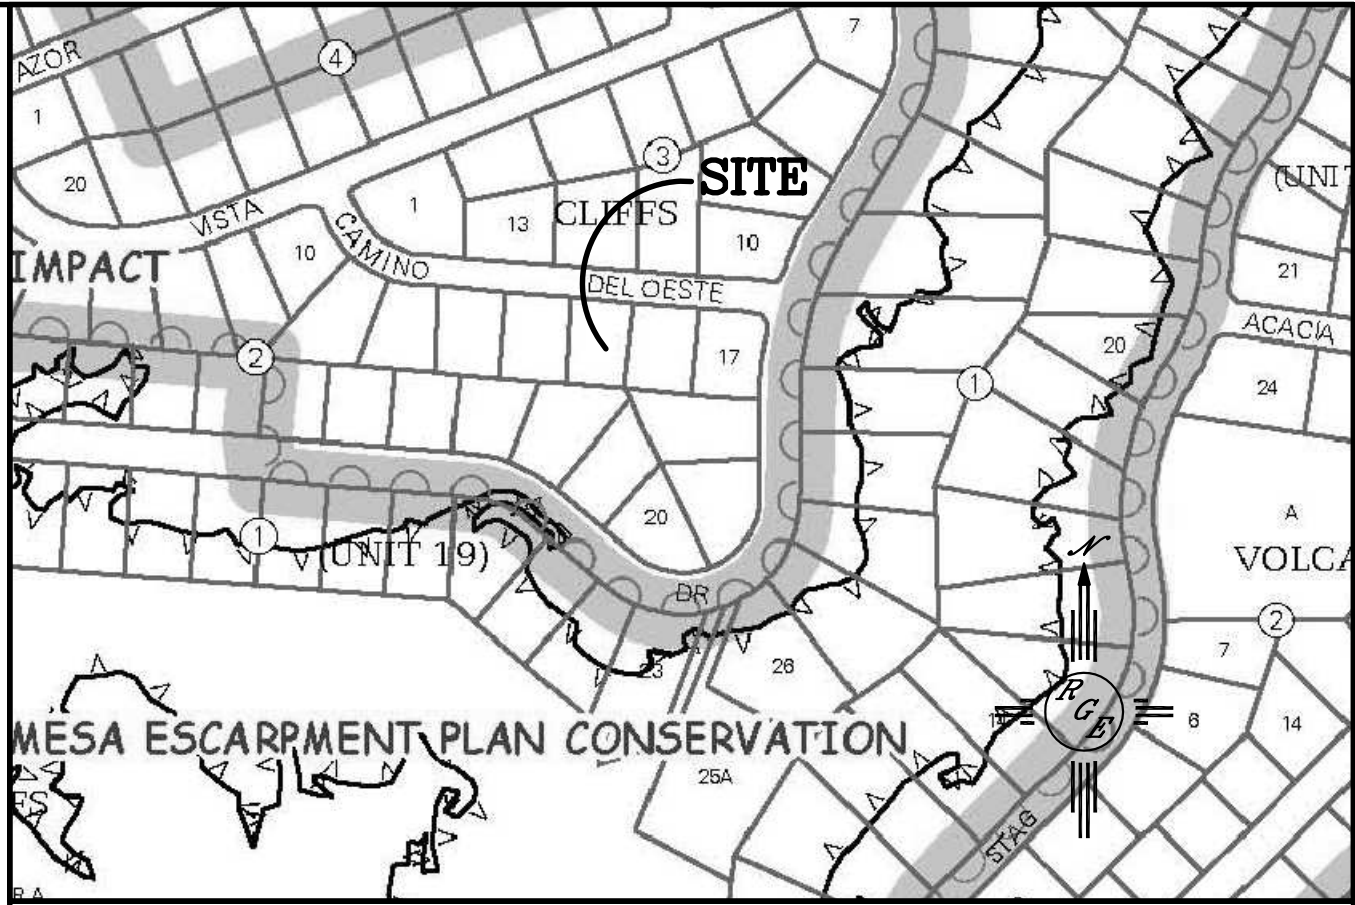 7
4
AZOR
1
3
SITE
(UNIT
20
1
VISTA
13
CLIFFS
CAMINO
10
10
IMPACT
21
DEL OESTE
ACACIA
20
2
17
1
24
20
A
1
(UNIT 19)
VOLCA
N
DR
2
7
23
26
R
G
E
6
14
MESA ESCARPMENT PLAN CONSERVATION
25A
STAG